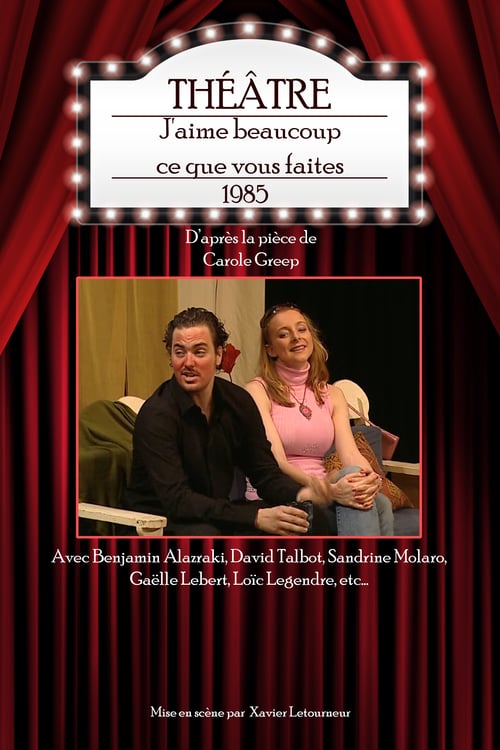 THÉÂTRE
J'aime beaucoup
ce que vous faites
1985
D'après la pièce de
Carole Greep
Avec Benjamin Alazraki, David Talbot, Sandrine Molaro,
Gaëlle Lebert, Loïc Legendre, etc...
Mise en scène par Xavier Letourneur